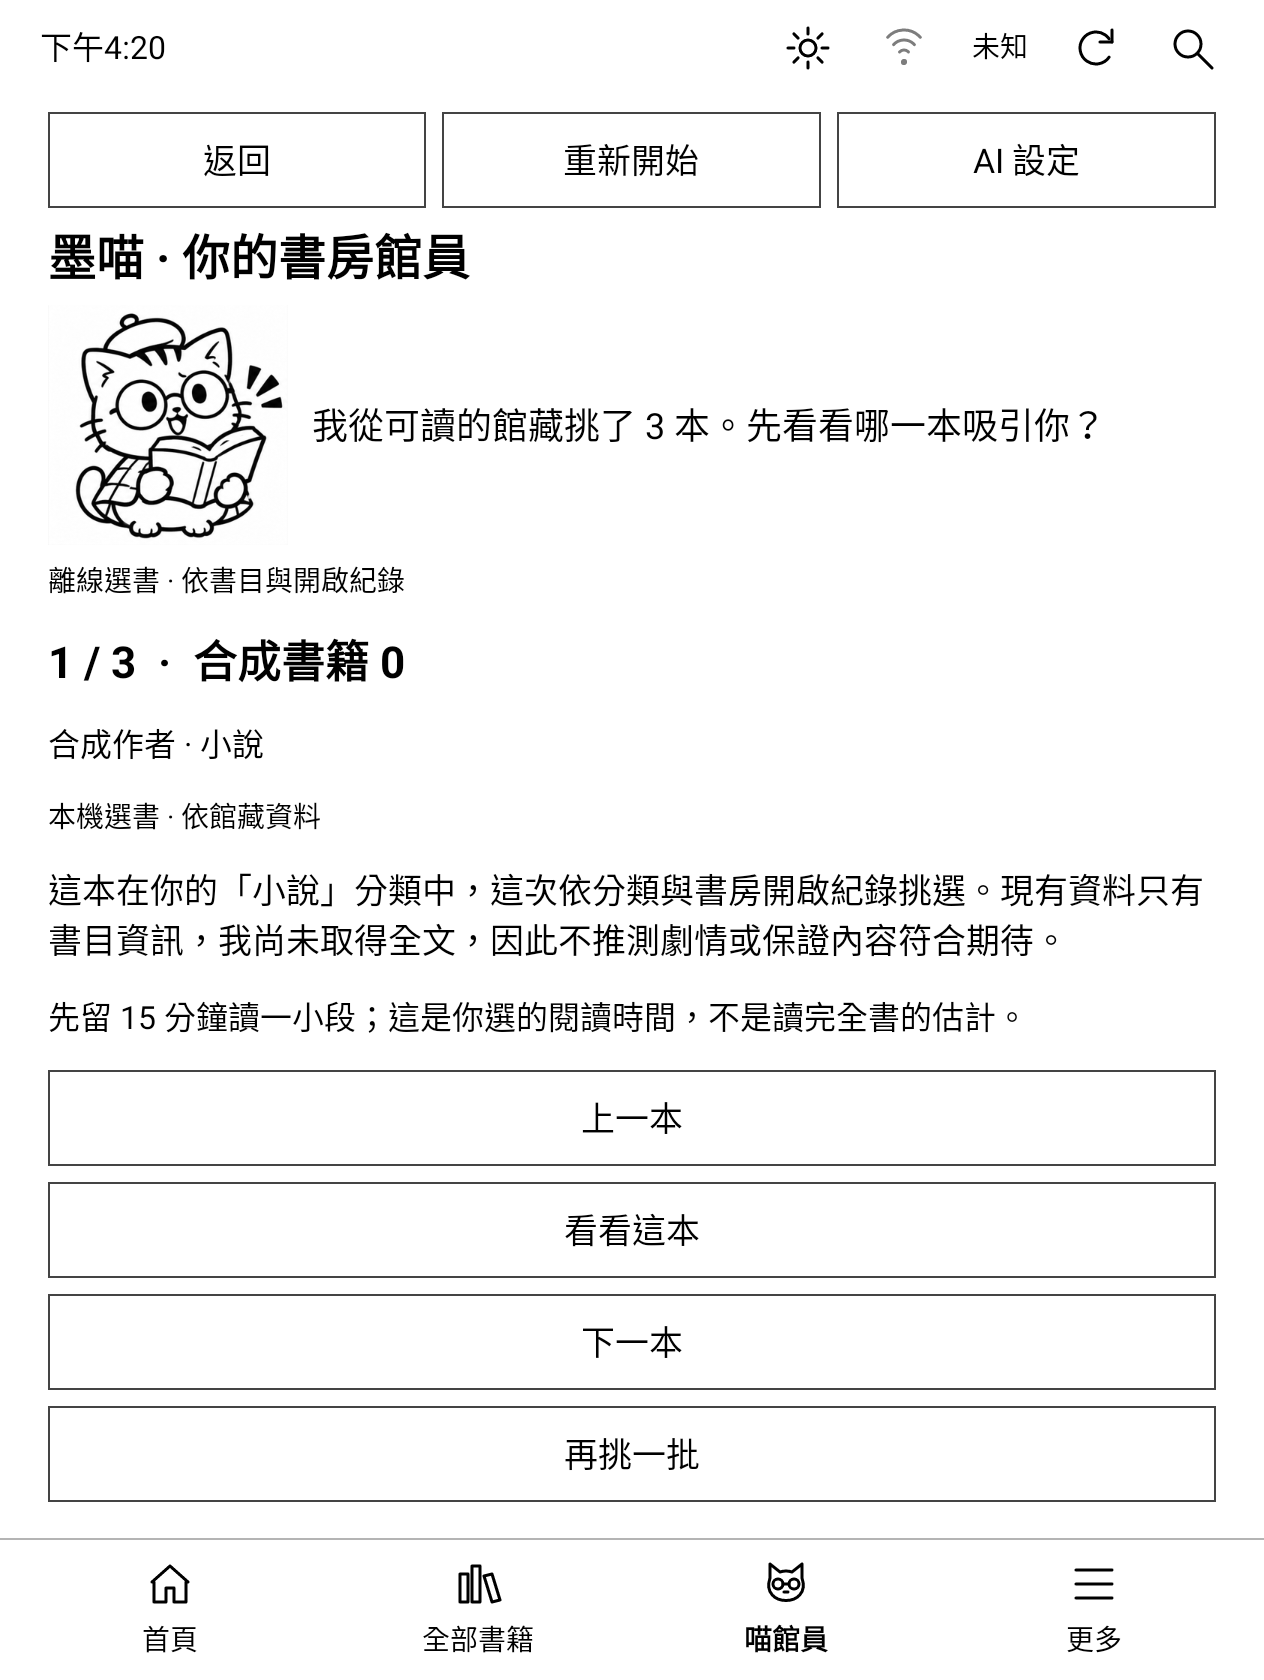 下午4:20
未知
返回
重新開始
AI 設定
墨喵 · 你的書房館員
我從可讀的館藏挑了 3 本。先看看哪一本吸引你？
離線選書 · 依書目與開啟紀錄
1 / 3 · 合成書籍 0
合成作者 · 小說
本機選書 · 依館藏資料
這本在你的「小說」分類中，這次依分類與書房開啟紀錄挑選。現有資料只有
書目資訊，我尚未取得全文，因此不推測劇情或保證內容符合期待。
先留 15 分鐘讀一小段；這是你選的閱讀時間，不是讀完全書的估計。
上一本
看看這本
下一本
再挑一批
首頁
全部書籍
喵館員
更多